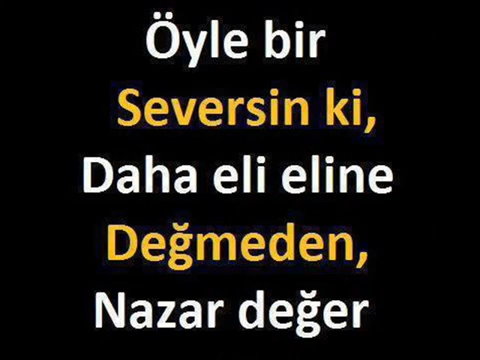 Öyle bir
Seversin ki,
Daha eli eline
Değmeden,
Nazar değer